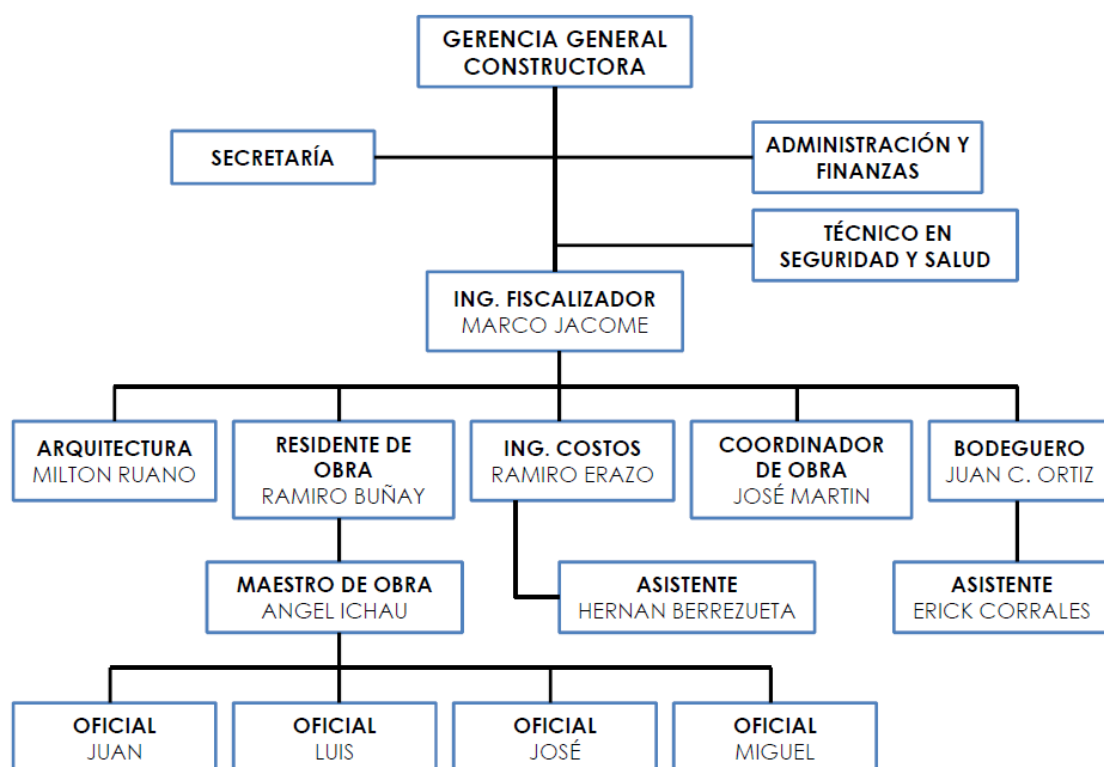 GERENCIA GENERAL
CONSTRUCTORA
SECRETARÍA
ADMINISTRACIÓN Y
FINANZAS
TÉCNICO EN
SEGURIDAD Y SALUD
ING. FISCALIZADOR
MARCO JACOME
ARQUITECTURA
MILTON RUANO
RESIDENTE DE
OBRA
RAMIRO BUÑAY
ING. COSTOS
RAMIRO ERAZO
COORDINADOR
DE OBRA
JOSÉ MARTIN
BODEGUERO
JUAN C. ORTIZ
MAESTRO DE OBRA
ANGEL ICHAU
ASISTENTE
HERNAN BERREZUETA
ASISTENTE
ERICK CORRALES
OFICIAL
JUAN
OFICIAL
LUIS
OFICIAL
JOSÉ
OFICIAL
MIGUEL